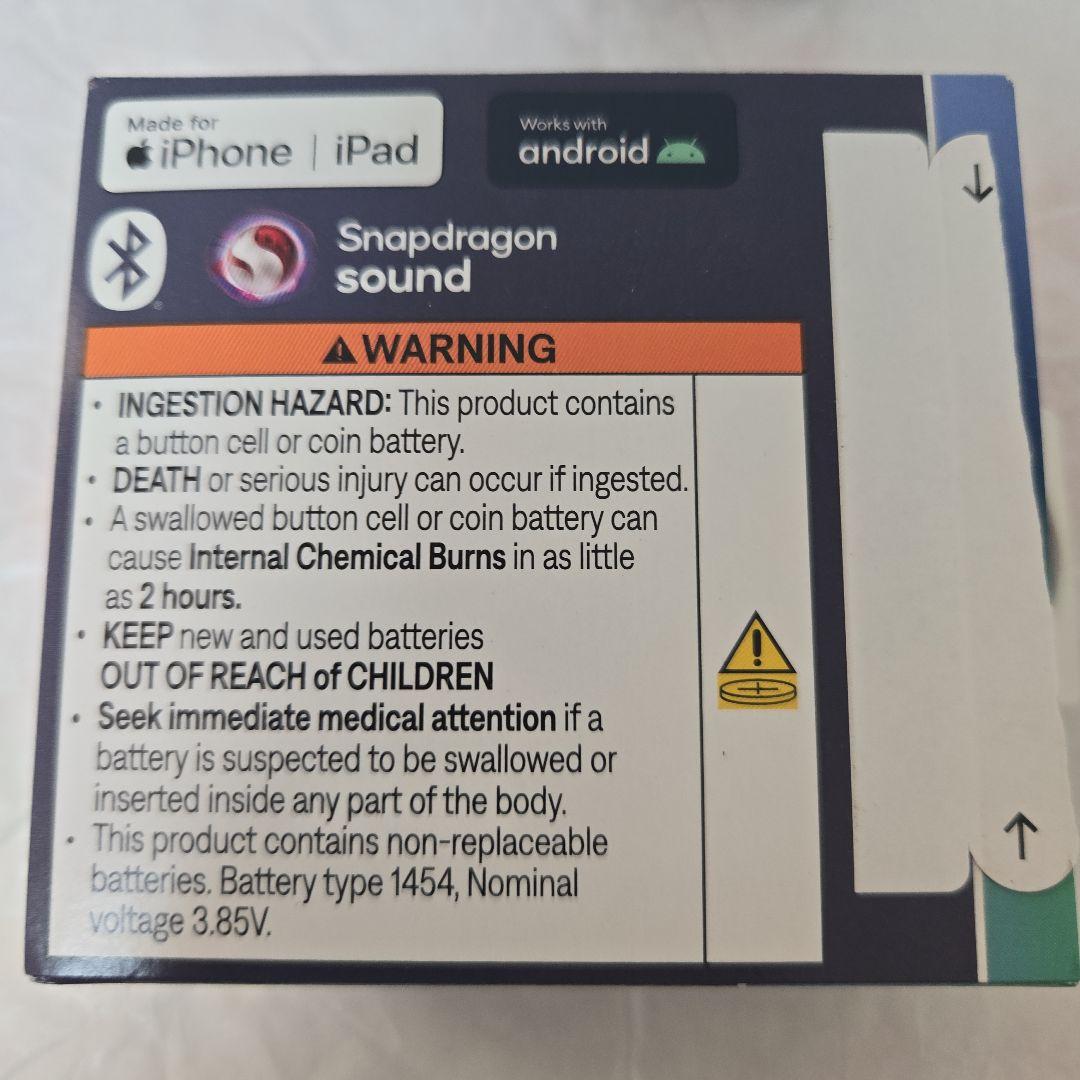 Made for
iPhone | iPad
Works with
android
Snapdragon
sound
WARNING
• INGESTION HAZARD: This product contains
a button cell or coin battery.
• DEATH or serious injury can occur if ingested.
• A swallowed button cell or coin battery can
cause Internal Chemical Burns in as little
as 2 hours.
• KEEP new and used batteries
OUT OF REACH of CHILDREN
• Seek immediate medical attention if a
battery is suspected to be swallowed or
inserted inside any part of the body.
• This product contains non-replaceable
batteries. Battery type 1454, Nominal
voltage 3.85V.